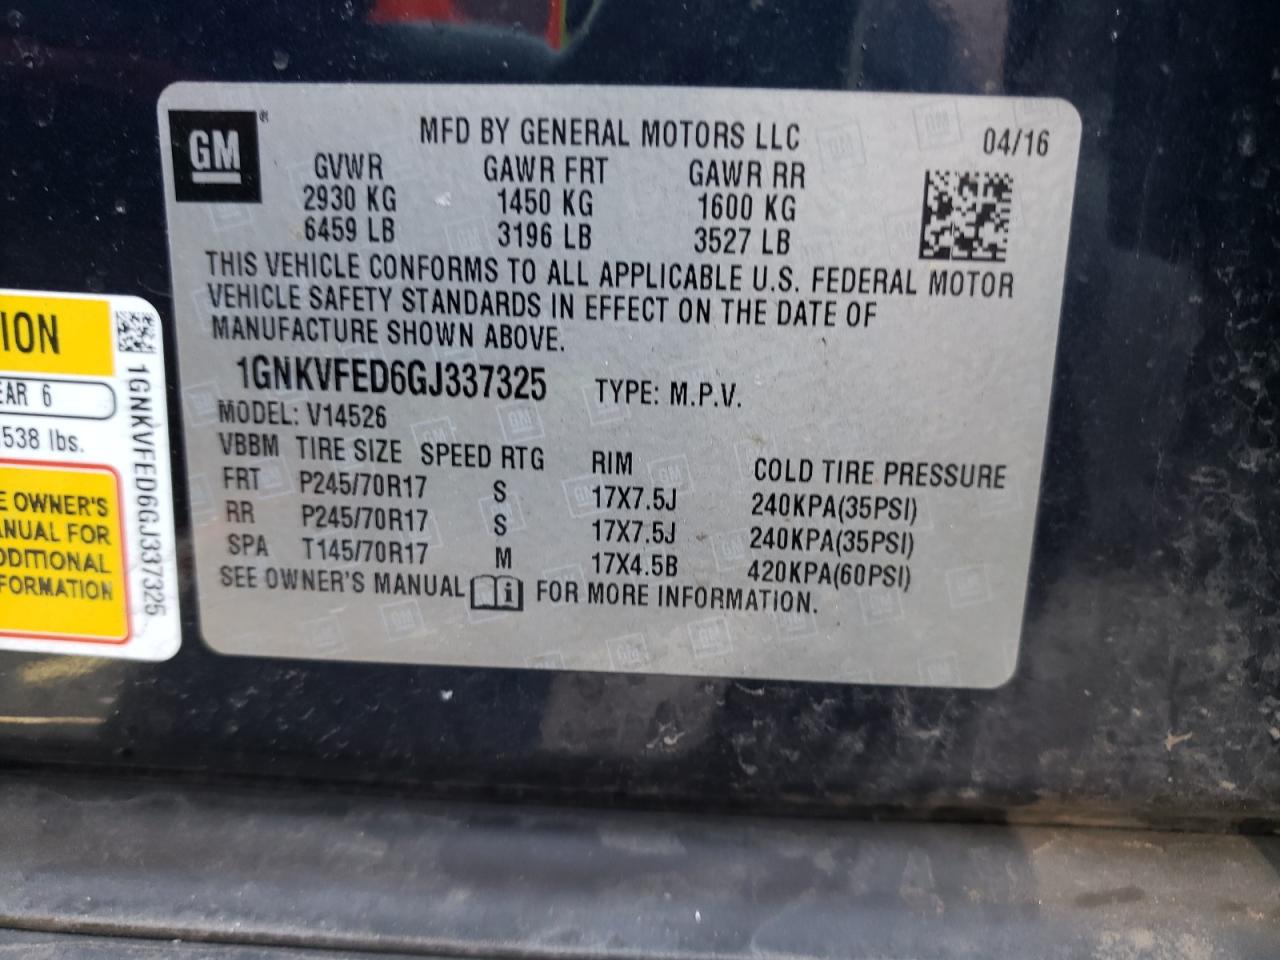 GM®
MFD BY GENERAL MOTORS LLC 04/16
GVWR GAWR FRT GAWR RR
2930 KG 1450 KG 1600 KG
6459 LB 3196 LB 3527 LB
THIS VEHICLE CONFORMS TO ALL APPLICABLE U.S. FEDERAL MOTOR
VEHICLE SAFETY STANDARDS IN EFFECT ON THE DATE OF
MANUFACTURE SHOWN ABOVE.
1GNKVFED6GJ337325 TYPE: M.P.V.
MODEL: V14526
VBBM TIRE SIZE SPEED RTG RIM COLD TIRE PRESSURE
FRT P245/70R17 S 17X7.5J 240KPA(35PSI)
RR P245/70R17 S 17X7.5J 240KPA(35PSI)
SPA T145/70R17 M 17X4.5B 420KPA(60PSI)
SEE OWNER'S MANUAL i FOR MORE INFORMATION.
ION
EAR 6
538 lbs.
E OWNER'S
ANUAL FOR
DDITIONAL
FORMATION
1GNKVFED6GJ337325